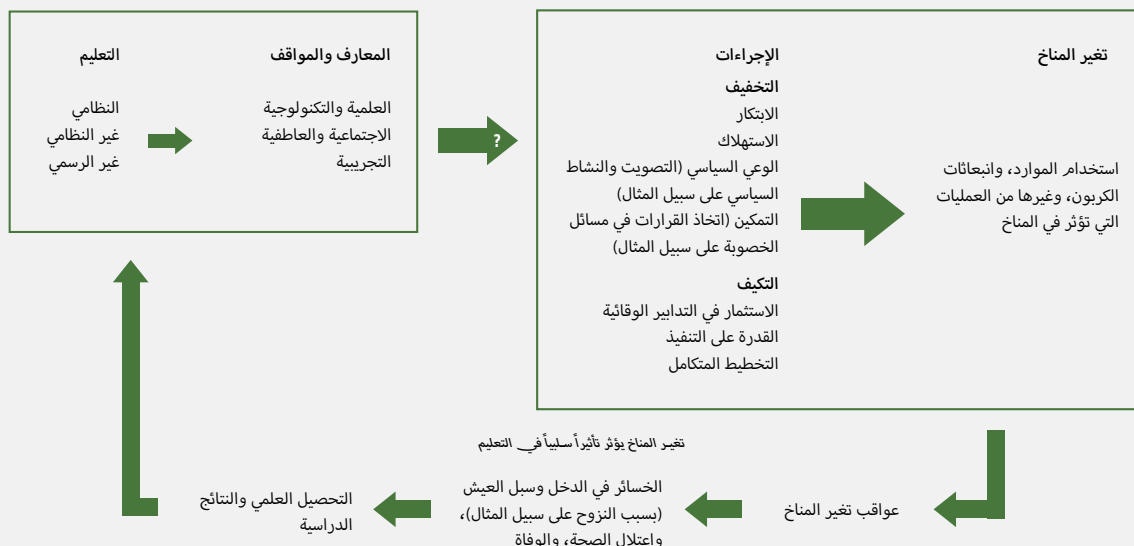 التعليم
النظامي
غير النظامي
غير الرسمي
المعارف والمواقف
العلمية والتكنولوجية
الاجتماعية والعاطفية
التجريبية
?
الإجراءات
التخفيف
الابتكار
الاستهلاك
الوعي السياسي (التصويت والنشاط
السياسي على سبيل المثال)
التمكين (اتخاذ القرارات في مسائل
الخصوبة على سبيل المثال)
التكيف
الاستثمار في التدابير الوقائية
القدرة على التنفيذ
التخطيط المتكامل
تغير المناخ
استخدام الموارد، وانبعاثات
الكربون، وغيرها من العمليات
التي تؤثر في المناخ
تغيـر المناخ يؤثر تأثيراً سـلبياً فـي التعليم
عواقب تغير المناخ
الخسائر في الدخل وسبل العيش
(بسبب النزوح على سبيل المثال)،
واعتلال الصحة، والوفاة
التحصيل العلمي والنتائج
الدراسية